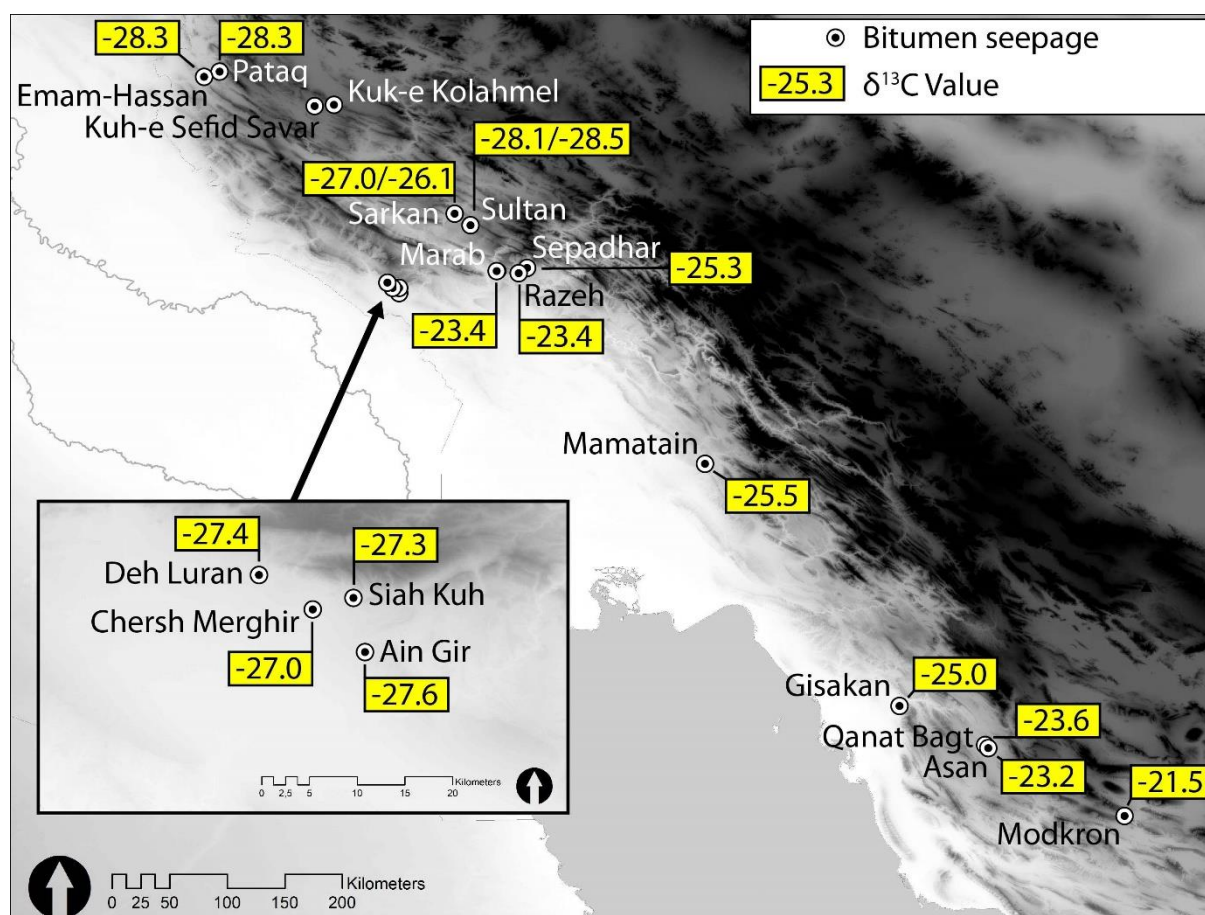 Bitumen seepage
-25.3 δ¹³C Value
-28.3
-28.3
Pataq
Emam-Hassan
Kuk-e Kolahmel
Kuh-e Sefid Savar
-28.1/-28.5
-27.0/-26.1
Sarkan
Sultan
Marab
Sepadhar
-25.3
Razeh
-23.4
-23.4
Mamatain
-25.5
-27.4
-27.3
Deh Luran
Siah Kuh
Chersh Merghir
-27.0
Ain Gir
-27.6
Kilometers
0 2,5 5 10 15 20
Gisakan
-25.0
Qanat Bagt
-23.6
Asan
-23.2
-21.5
Modkron
Kilometers
0 25 50 100 150 200